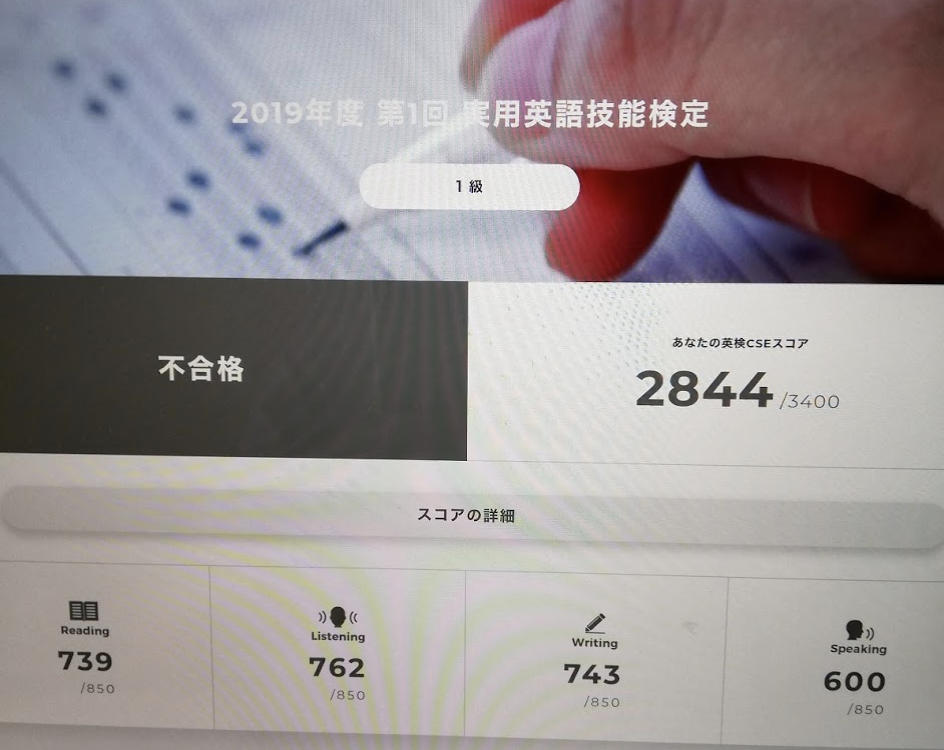 2019年度 第1回 実用英語技能検定
1 級
不合格
あなたの英検CSEスコア
2844 /3400
スコアの詳細
Reading
739
/850
Listening
762
/850
Writing
743
/850
Speaking
600
/850